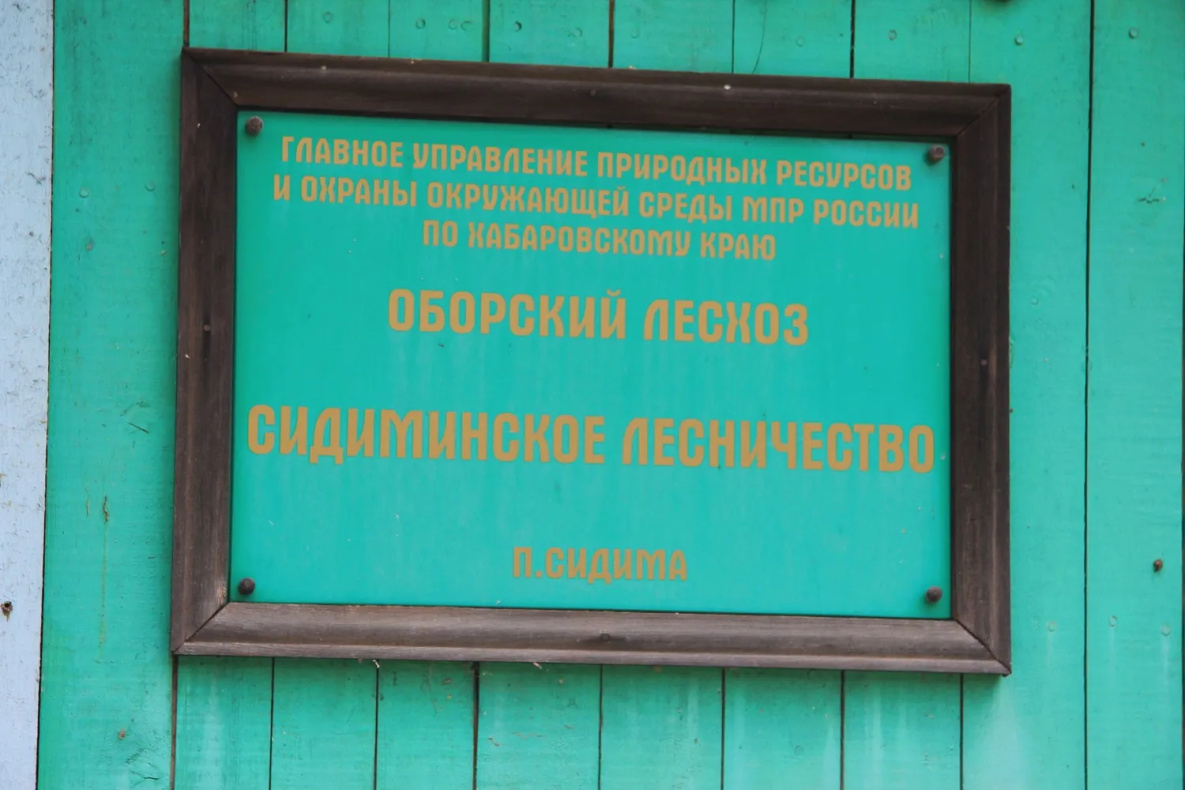 ГЛАВНОЕ УПРАВЛЕНИЕ ПРИРОДНЫХ РЕСУРСОВ
И ОХРАНЫ ОКРУЖАЮЩЕЙ СРЕДЫ МПР РОССИИ
ПО ХАБАРОВСКОМУ КРАЮ
ОБОРСКИЙ ЛЕСХОЗ
СИДИМИНСКОЕ ЛЕСНИЧЕСТВО
П.СИДИМА